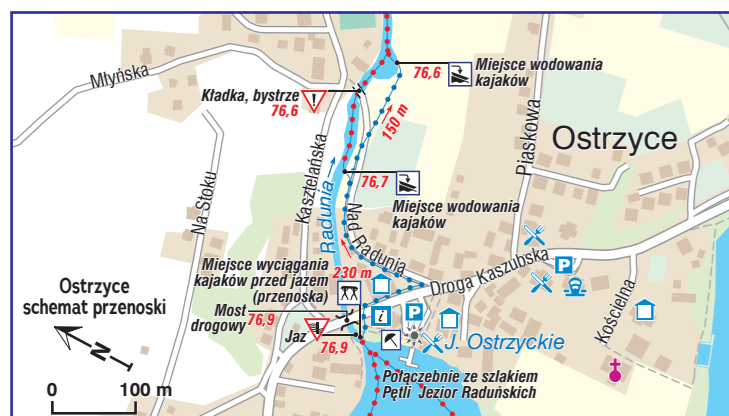 Młyńska
Kładka, bystrze
76,6
76,6
Miejsce wodowania
kajaków
150 m
Piaskowa
Ostrzyce
Kasztelańska
Radunia
76,7
Miejsce wodowania
kajaków
Na Stoku
Nad Radunią
Miejsce wyciągania
kajaków przed jazem
(przenoska)
230 m
Droga Kaszubska
P
Ostrzyce
schemat przenoski
N
Most
drogowy
76,9
Jaz
76,9
i
P
J. Ostrzyckie
Kościelna
0 100 m
Połączebnie ze szlakiem
Pętli Jezior Raduńskich